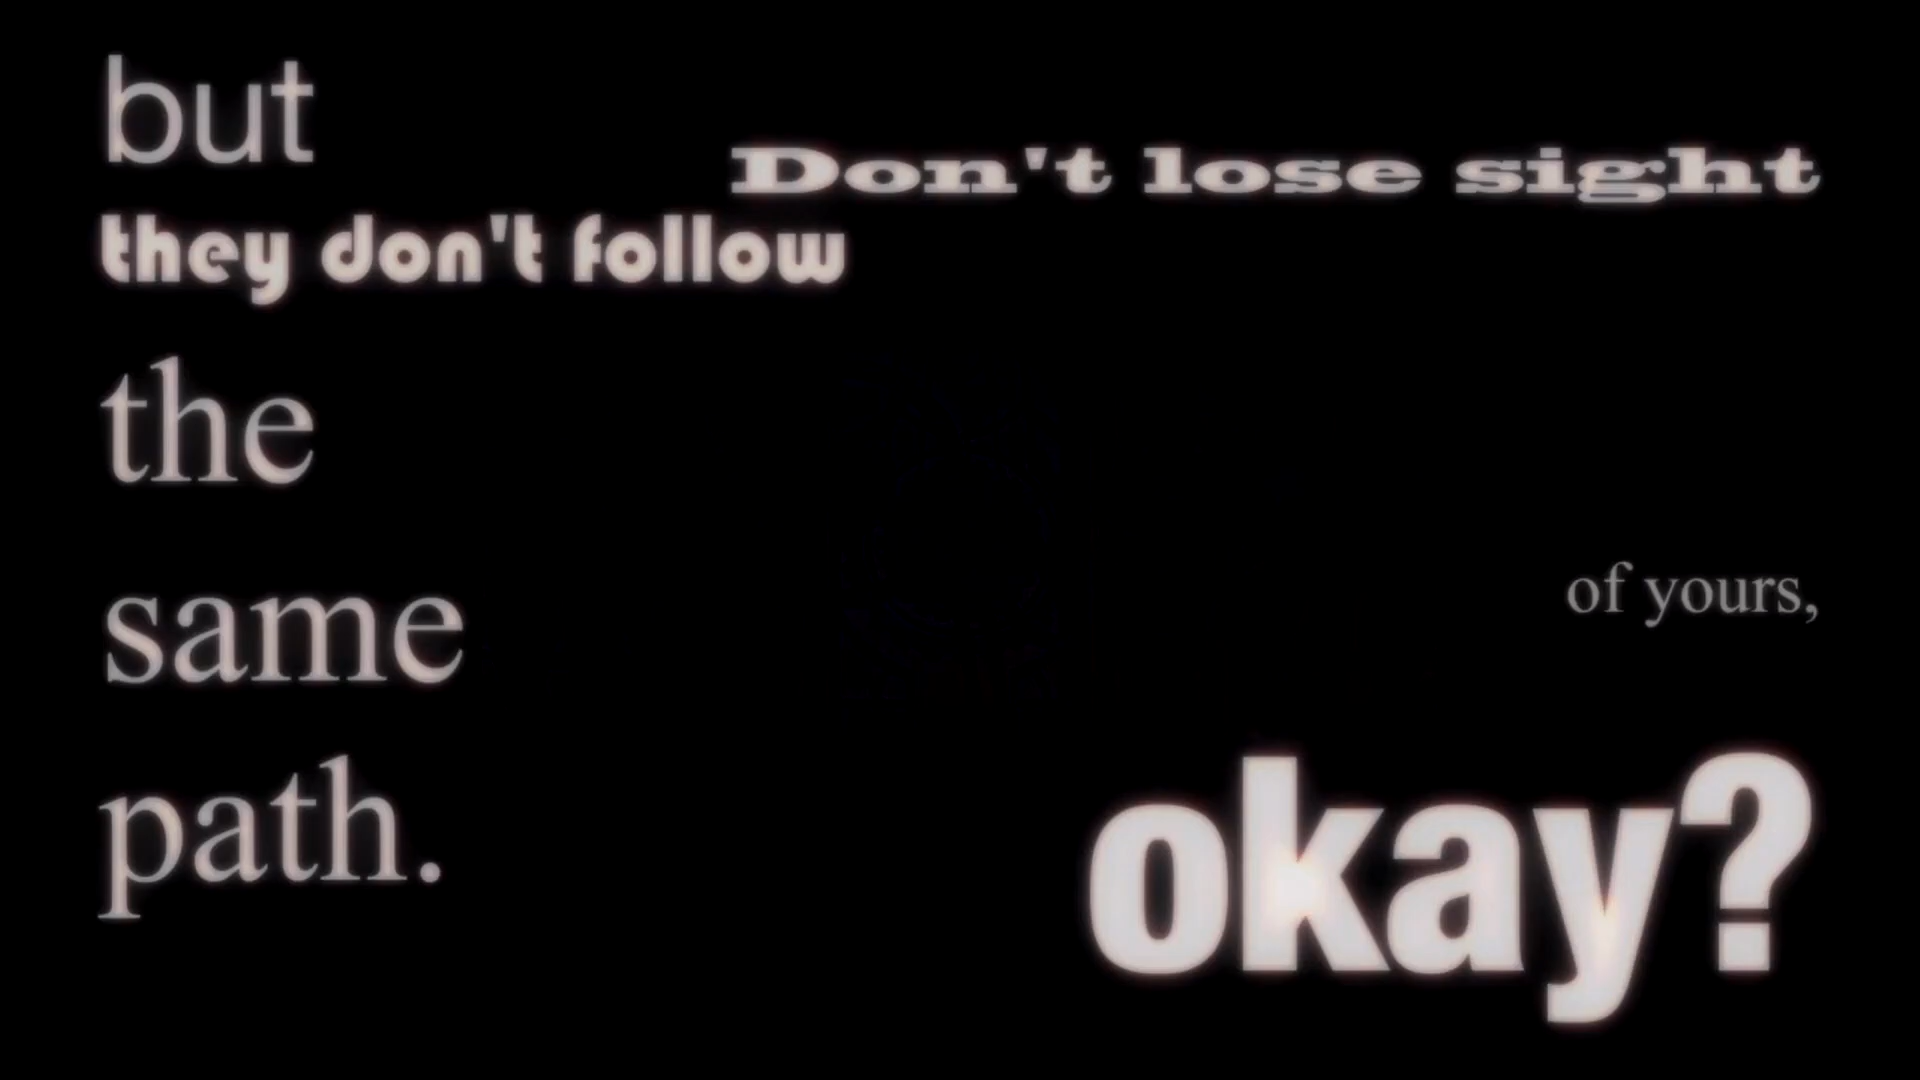 but
they don't follow
the
same
path.
Don't lose sight
of yours,
okay?